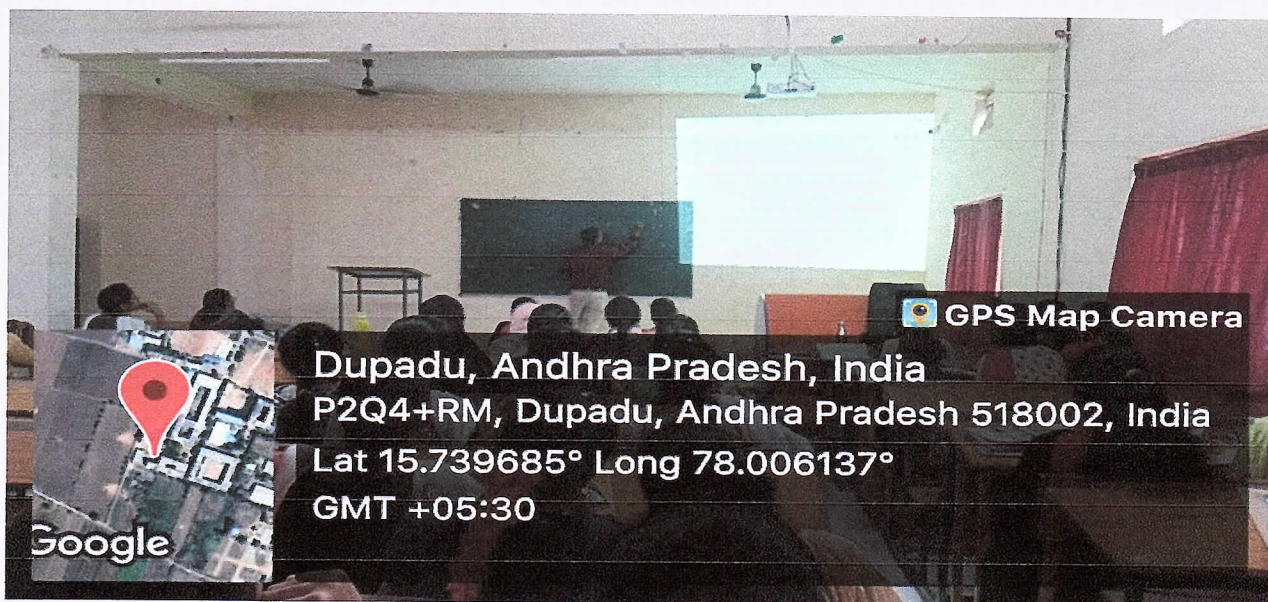 GPS Map Camera
Dupadu, Andhra Pradesh, India
P2Q4+RM, Dupadu, Andhra Pradesh 518002, India
Lat 15.739685° Long 78.006137°
GMT +05:30
Google